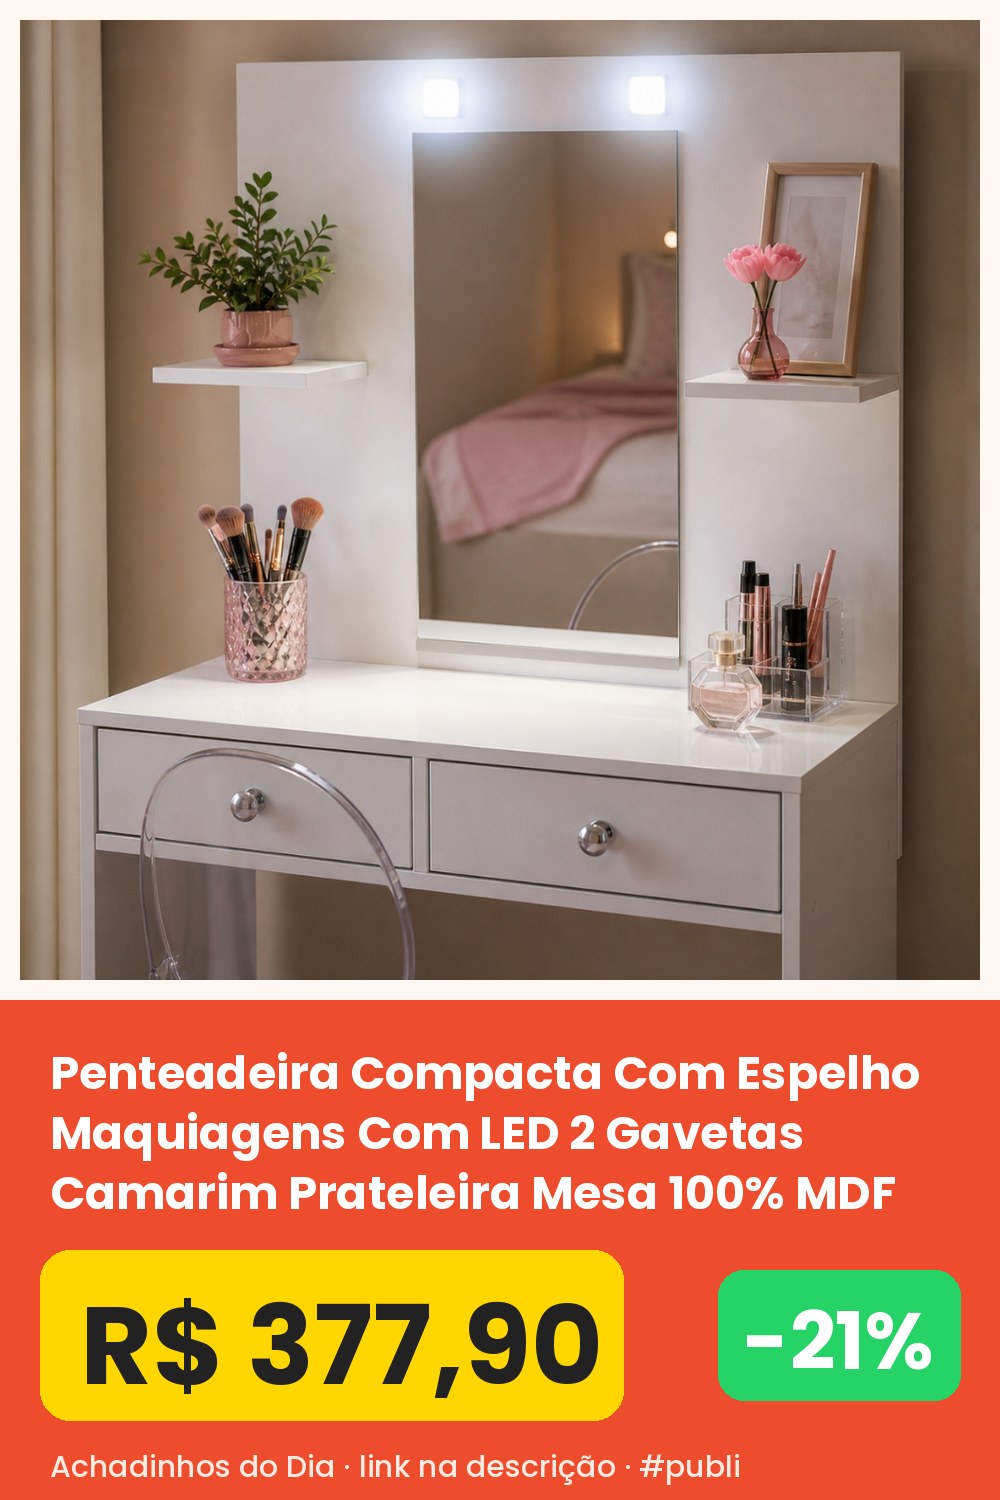 Penteadeira Compacta Com Espelho
Maquiagens Com LED 2 Gavetas
Camarim Prateleira Mesa 100% MDF
R$ 377,90
-21%
Achadinhos do Dia · link na descrição · #publi